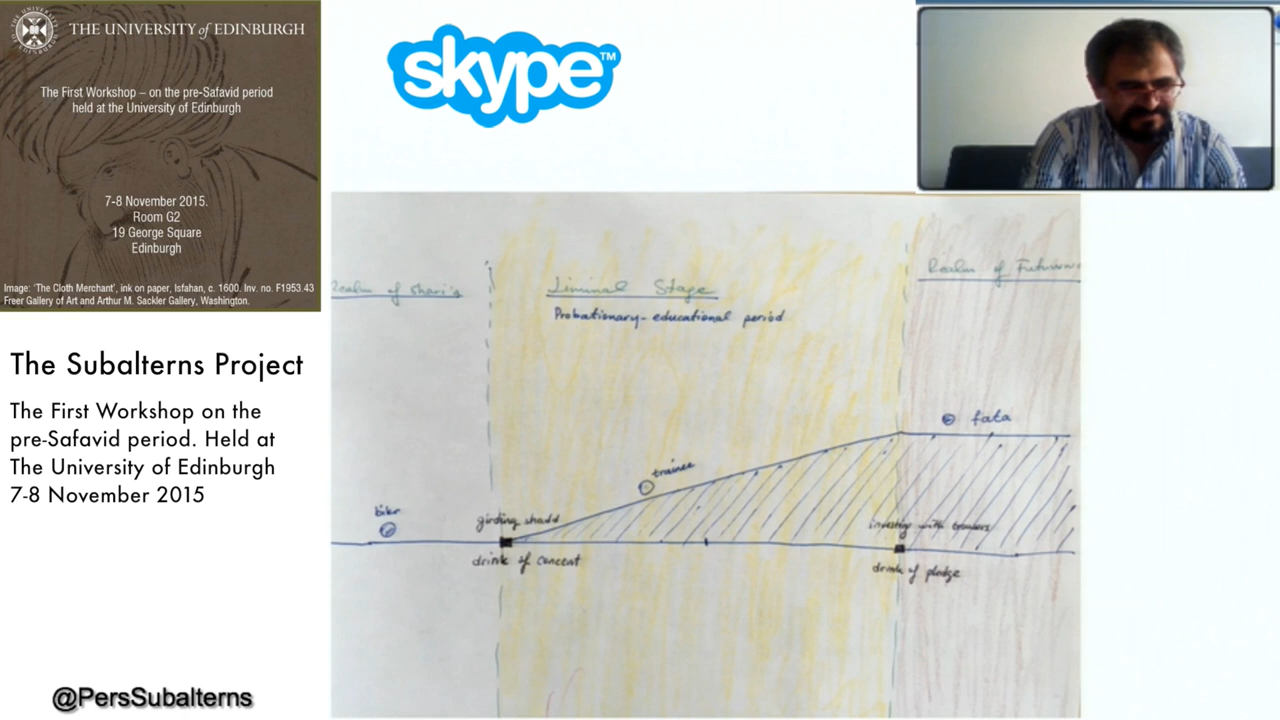 THE UNIVERSITY of EDINBURGH
The First Workshop – on the pre-Safavid period
held at the University of Edinburgh
7-8 November 2015.
Room G2
19 George Square
Edinburgh
Image: 'The Cloth Merchant', ink on paper, Isfahan, c. 1600. Inv. no. F1953.43
Freer Gallery of Art and Arthur M. Sackler Gallery, Washington.
The Subalterns Project
The First Workshop on the
pre-Safavid period. Held at
The University of Edinburgh
7-8 November 2015
@PersSubalterns
skype™
Realm of shari'a
Liminal Stage
Probationary-educational period
Realm of
fata
trainee
girding shadd
drink of concent
investing with trousers
drink of pledge